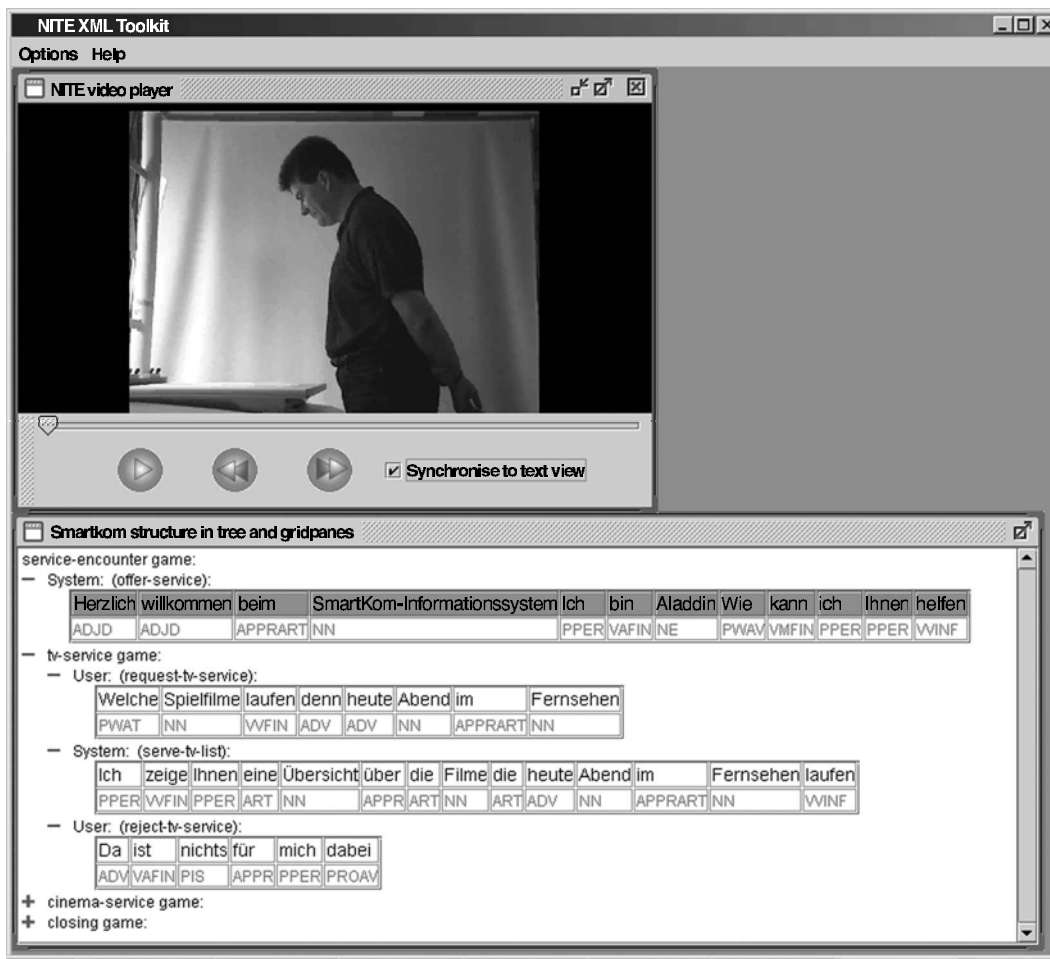 NITE XML Toolkit
Options Help
NITE video player
Synchronise to text view
Smartkom structure in tree and gridpanes
service-encounter game:
System: (offer-service):
Herzlich willkommen beim SmartKom-Informationssystem Ich bin Aladdin Wie kann ich Ihnen helfen
ADJD ADJD APPRART NN PPER VAFIN NE PWAV VMFIN PPER PPER VVINF
tv-service game:
User: (request-tv-service):
Welche Spielfilme laufen denn heute Abend im Fernsehen
PWAT NN VVFIN ADV ADV NN APPRART NN
System: (serve-tv-list):
Ich zeige Ihnen eine Übersicht über die Filme die heute Abend im Fernsehen laufen
PPER VVFIN PPER ART NN APPR ART NN ART ADV NN APPRART NN VVINF
User: (reject-tv-service):
Da ist nichts für mich dabei
ADV VAFIN PIS APPR PPER PROAV
cinema-service game:
closing game: